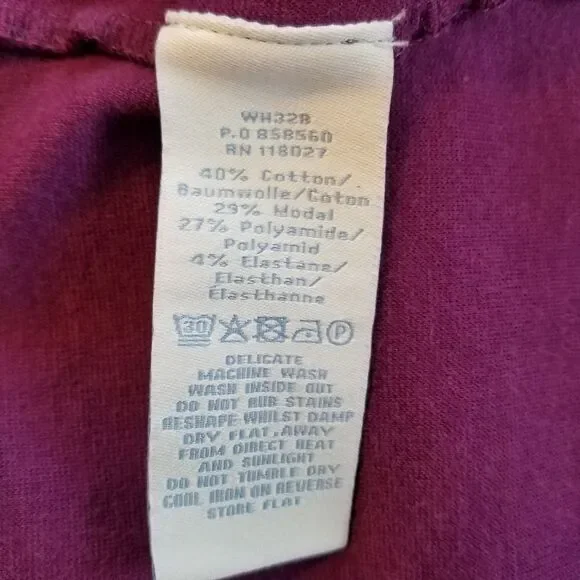 WH328
P.O 858560
RN 118027
40% Cotton/
Baumwolle/Coton
29% Modal
27% Polyamide/
Polyamid
4% Elastane/
Elasthan/
Elasthanne
30
P
DELICATE
MACHINE WASH
WASH INSIDE OUT
DO NOT RUB STAINS
RESHAPE WHILST DAMP
DRY FLAT, AWAY
FROM DIRECT HEAT
AND SUNLIGHT
DO NOT TUMBLE DRY
COOL IRON ON REVERSE
STORE FLAT